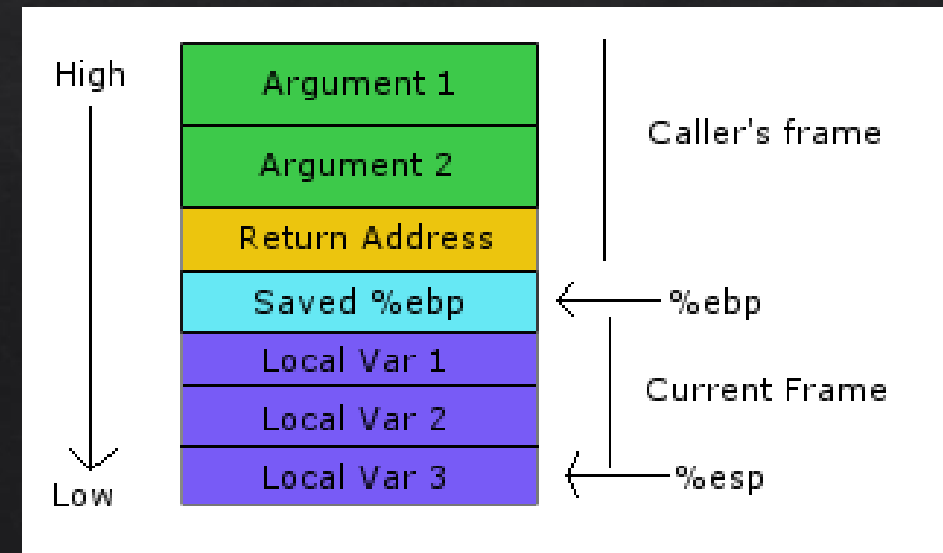 High
Argument 1
Caller's frame
Argument 2
Return Address
Saved %ebp
%ebp
Local Var 1
Current Frame
Local Var 2
Local Var 3
%esp
Low